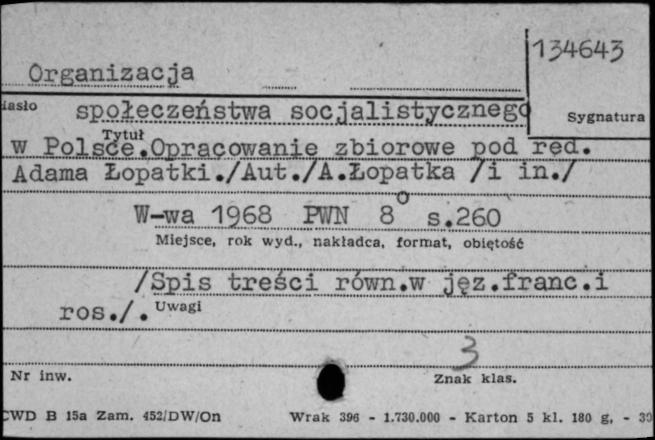 134643
Organizacja
iasło społeczeństwa socjalistycznego Sygnatura
Tytuł
w Polsce.Opracowanie zbiorowe pod red.
Adama Łopatki./Aut./A.Łopatka /i in./
W-wa 1968 PWN 8° s.260
Miejsce, rok wyd., nakładca, format, objętość
/Spis treści równ.w jęz.franc.i
ros./. Uwagi
3
Nr inw. Znak klas.
CWD B 15a Zam. 452/DW/On Wrak 396 - 1.730.000 - Karton 5 kl. 180 g, - 30